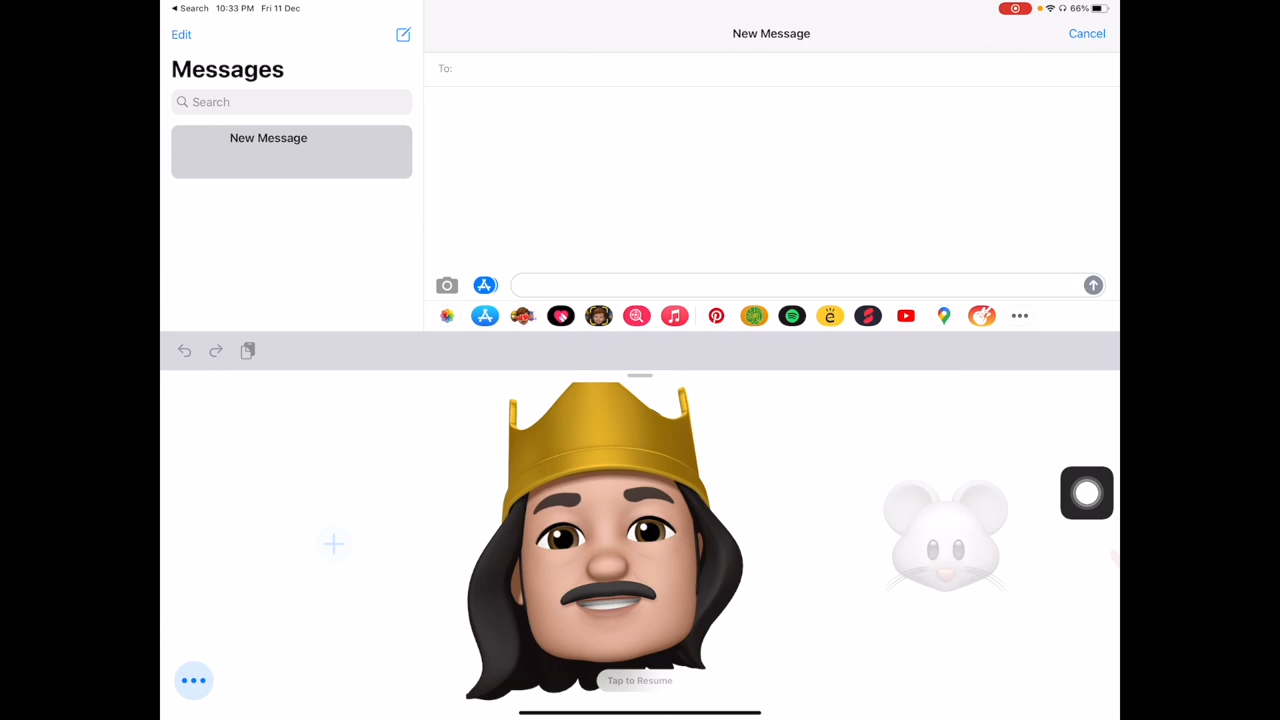 Search 10:33 PM Fri 11 Dec
66%
Edit
New Message
Cancel
Messages
To:
Search
New Message
Tap to Resume